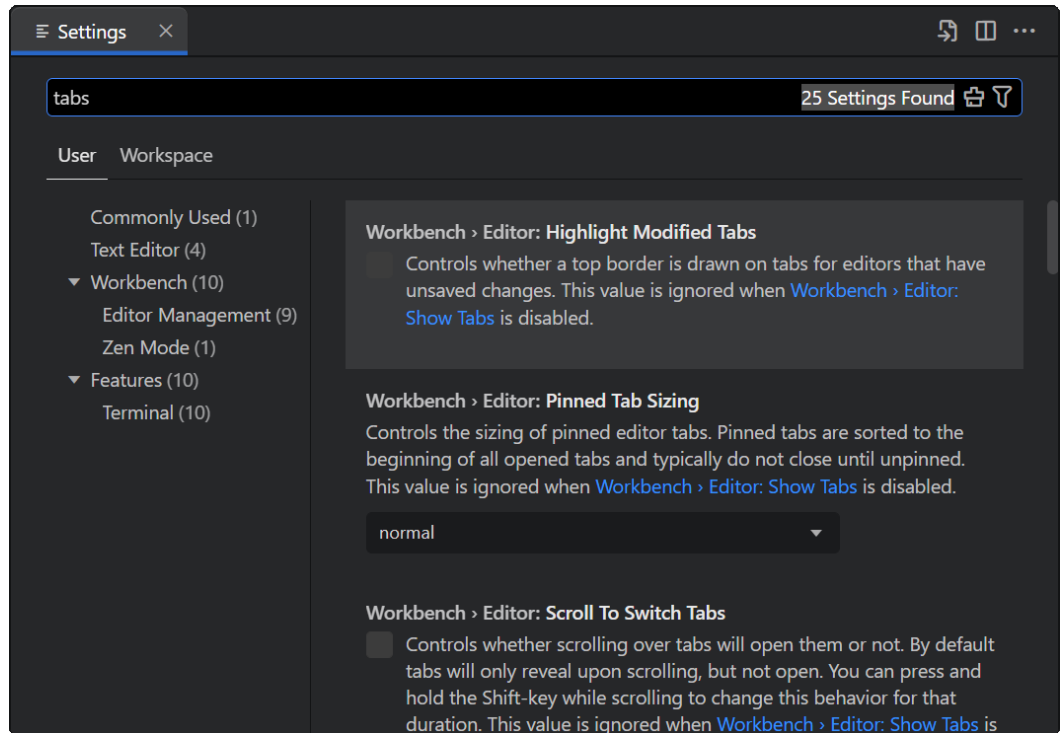 Settings
tabs
25 Settings Found
User Workspace
Commonly Used (1)
Text Editor (4)
Workbench (10)
Editor Management (9)
Zen Mode (1)
Features (10)
Terminal (10)
Workbench › Editor: Highlight Modified Tabs
Controls whether a top border is drawn on tabs for editors that have
unsaved changes. This value is ignored when Workbench › Editor:
Show Tabs is disabled.
Workbench › Editor: Pinned Tab Sizing
Controls the sizing of pinned editor tabs. Pinned tabs are sorted to the
beginning of all opened tabs and typically do not close until unpinned.
This value is ignored when Workbench › Editor: Show Tabs is disabled.
normal
Workbench › Editor: Scroll To Switch Tabs
Controls whether scrolling over tabs will open them or not. By default
tabs will only reveal upon scrolling, but not open. You can press and
hold the Shift-key while scrolling to change this behavior for that
duration. This value is ignored when Workbench › Editor: Show Tabs is